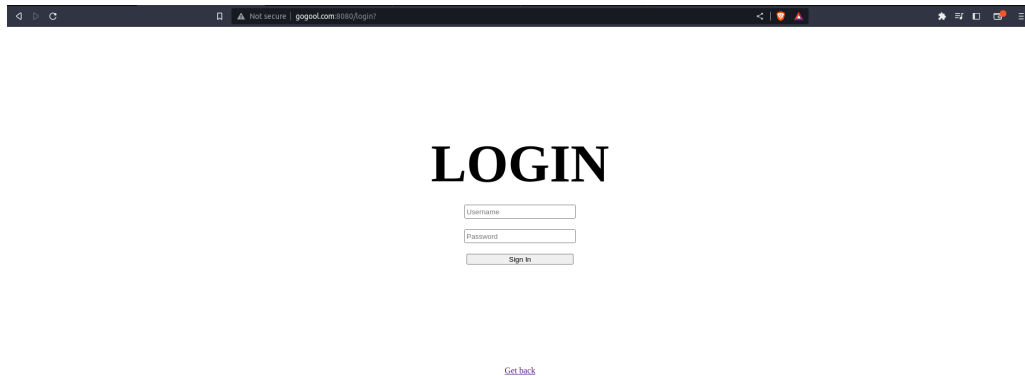 Not secure | gogool.com:8080/login?
LOGIN
Username
Password
Sign In
Get back